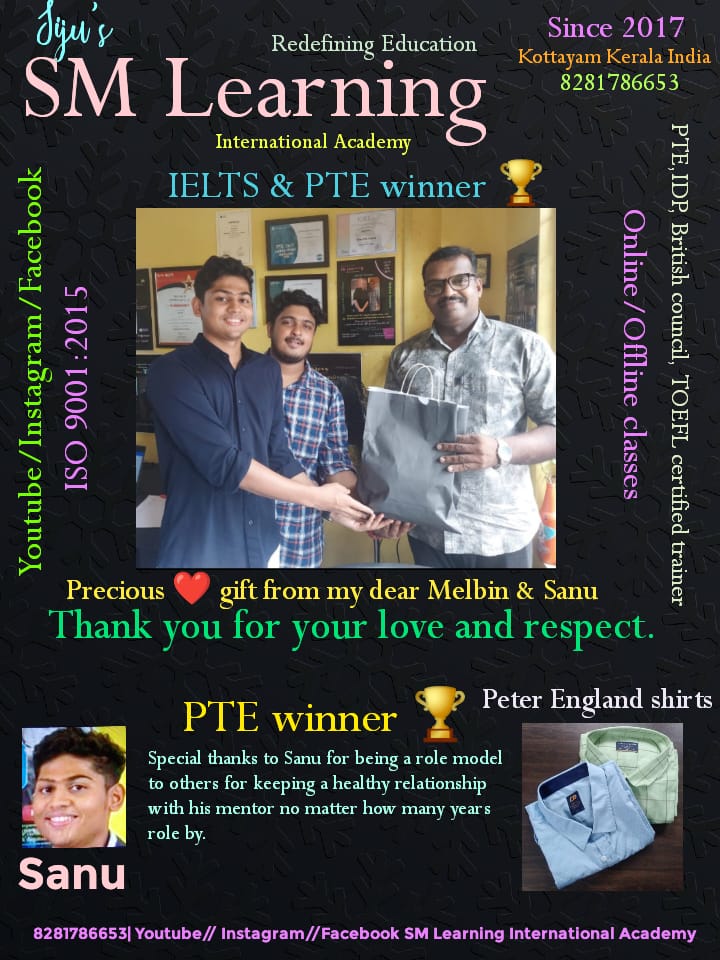 Jiju's
Redefining Education
SM Learning
International Academy
Since 2017
Kottayam Kerala India
8281786653
IELTS & PTE winner
Youtube/Instagram/Facebook
ISO 9001:2015
Online/Offline classes
PTE,IDP, British council, TOEFL certified trainer
Precious ❤️ gift from my dear Melbin & Sanu
Thank you for your love and respect.
PTE winner
Peter England shirts
Special thanks to Sanu for being a role model
to others for keeping a healthy relationship
with his mentor no matter how many years
role by.
Sanu
8281786653| Youtube// Instagram//Facebook SM Learning International Academy